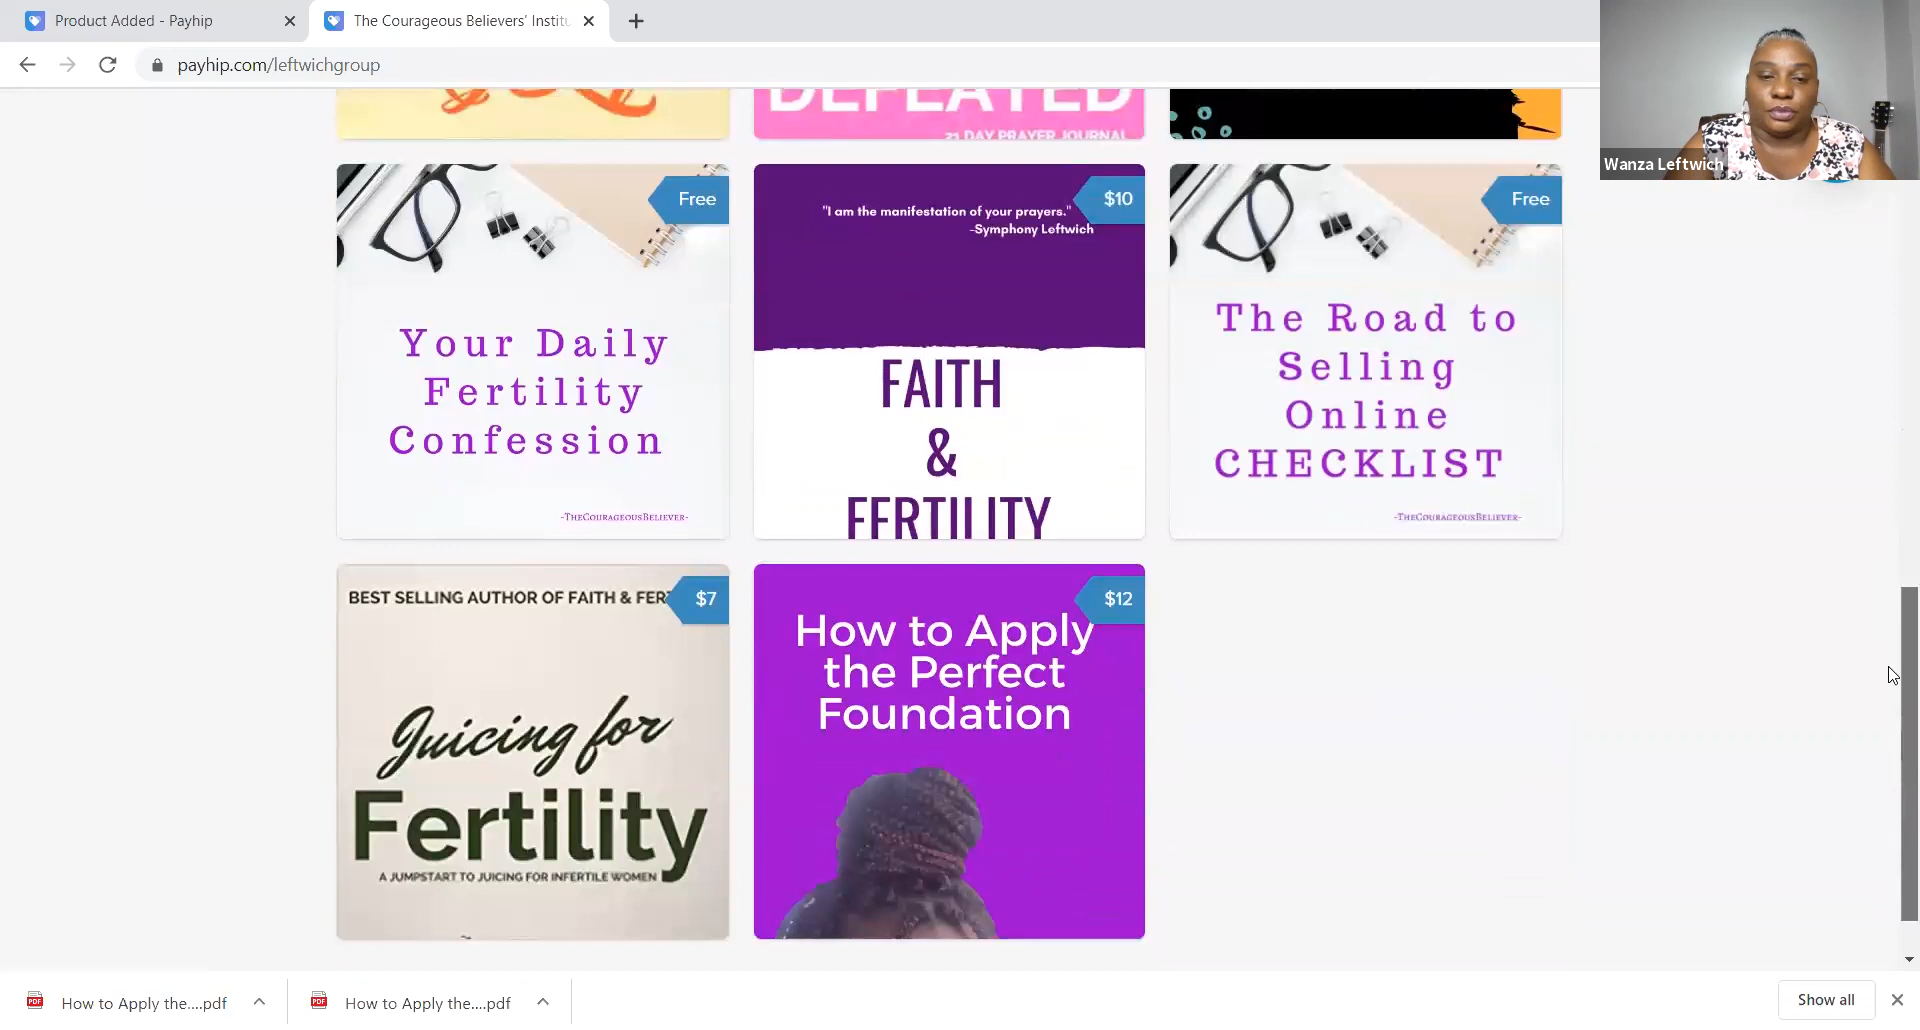 Product Added - Payhip
The Courageous Believers' Institu
payhip.com/leftwichgroup
Wanza Leftwich
DEFEATED
21 DAY PRAYER JOURNAL
Free
Your Daily
Fertility
Confession
-TheCourageousBeliever-
$10
"I am the manifestation of your prayers."
-Symphony Leftwich
FAITH
&
FERTILITY
Free
The Road to
Selling
Online
CHECKLIST
-TheCourageousBeliever-
BEST SELLING AUTHOR OF FAITH & FER
$7
Juicing for
Fertility
A JUMPSTART TO JUICING FOR INFERTILE WOMEN
$12
How to Apply
the Perfect
Foundation
PDF
How to Apply the....pdf
PDF
How to Apply the....pdf
Show all